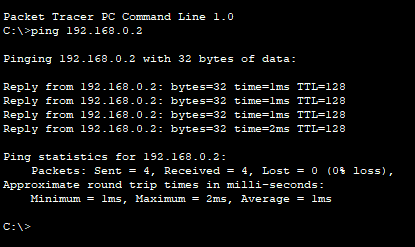 Packet Tracer PC Command Line 1.0
C:\>ping 192.168.0.2
Pinging 192.168.0.2 with 32 bytes of data:
Reply from 192.168.0.2: bytes=32 time=1ms TTL=128
Reply from 192.168.0.2: bytes=32 time=1ms TTL=128
Reply from 192.168.0.2: bytes=32 time=1ms TTL=128
Reply from 192.168.0.2: bytes=32 time=2ms TTL=128
Ping statistics for 192.168.0.2:
Packets: Sent = 4, Received = 4, Lost = 0 (0% loss),
Approximate round trip times in milli-seconds:
Minimum = 1ms, Maximum = 2ms, Average = 1ms
C:\>